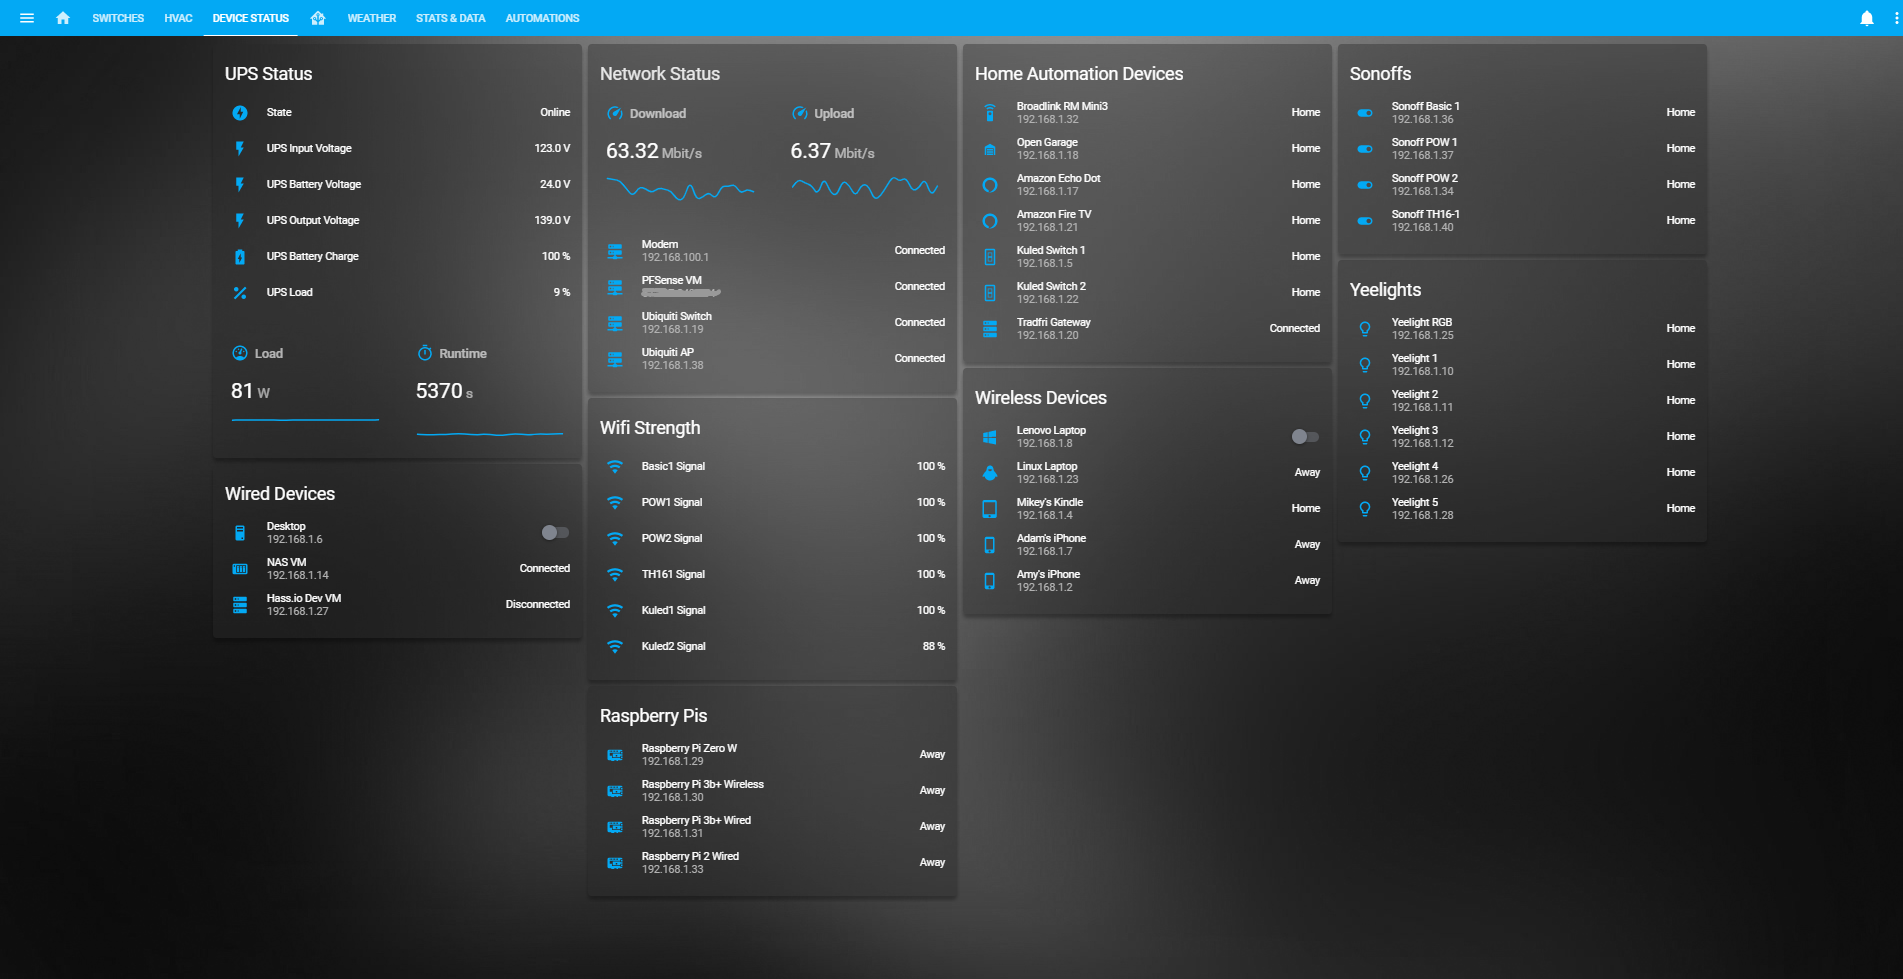 SWITCHES HVAC DEVICE STATUS WEATHER STATS & DATA AUTOMATIONS
UPS Status
State Online
UPS Input Voltage 123.0 V
UPS Battery Voltage 24.0 V
UPS Output Voltage 139.0 V
UPS Battery Charge 100 %
UPS Load 9 %
Load Runtime
81 W 5370 s
Wired Devices
Desktop
192.168.1.6
NAS VM Connected
192.168.1.14
Hass.io Dev VM Disconnected
192.168.1.27
Network Status
Download Upload
63.32 Mbit/s 6.37 Mbit/s
Modem Connected
192.168.100.1
PFSense VM Connected
Ubiquiti Switch Connected
192.168.1.19
Ubiquiti AP Connected
192.168.1.38
Wifi Strength
Basic1 Signal 100 %
POW1 Signal 100 %
POW2 Signal 100 %
TH161 Signal 100 %
Kuled1 Signal 100 %
Kuled2 Signal 88 %
Raspberry Pis
Raspberry Pi Zero W Away
192.168.1.29
Raspberry Pi 3b+ Wireless Away
192.168.1.30
Raspberry Pi 3b+ Wired Away
192.168.1.31
Raspberry Pi 2 Wired Away
192.168.1.33
Home Automation Devices
Broadlink RM Mini3 Home
192.168.1.32
Open Garage Home
192.168.1.18
Amazon Echo Dot Home
192.168.1.17
Amazon Fire TV Home
192.168.1.21
Kuled Switch 1 Home
192.168.1.5
Kuled Switch 2 Home
192.168.1.22
Tradfri Gateway Connected
192.168.1.20
Wireless Devices
Lenovo Laptop
192.168.1.8
Linux Laptop Away
192.168.1.23
Mikey's Kindle Home
192.168.1.4
Adam's iPhone Away
192.168.1.7
Amy's iPhone Away
192.168.1.2
Sonoffs
Sonoff Basic 1 Home
192.168.1.36
Sonoff POW 1 Home
192.168.1.37
Sonoff POW 2 Home
192.168.1.34
Sonoff TH16-1 Home
192.168.1.40
Yeelights
Yeelight RGB Home
192.168.1.25
Yeelight 1 Home
192.168.1.10
Yeelight 2 Home
192.168.1.11
Yeelight 3 Home
192.168.1.12
Yeelight 4 Home
192.168.1.26
Yeelight 5 Home
192.168.1.28